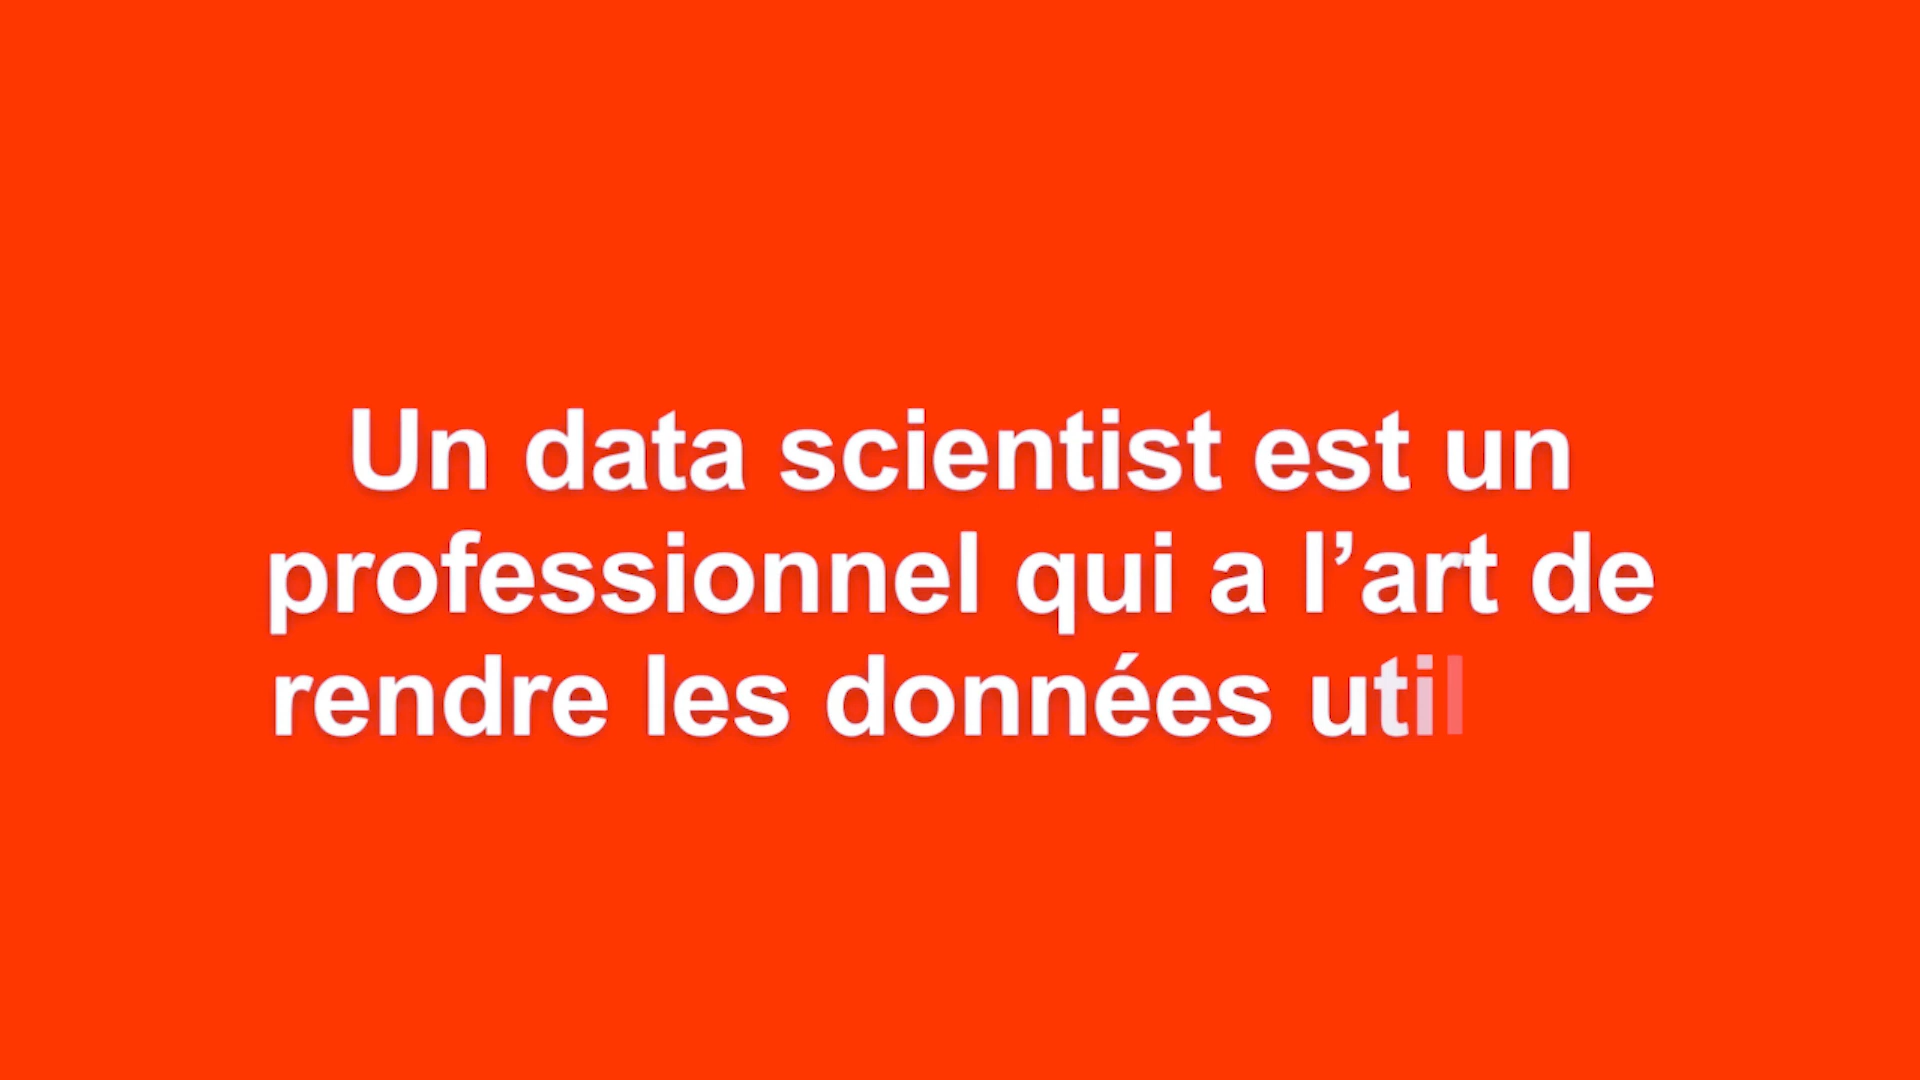 Un data scientist est un
professionnel qui a l’art de
rendre les données util